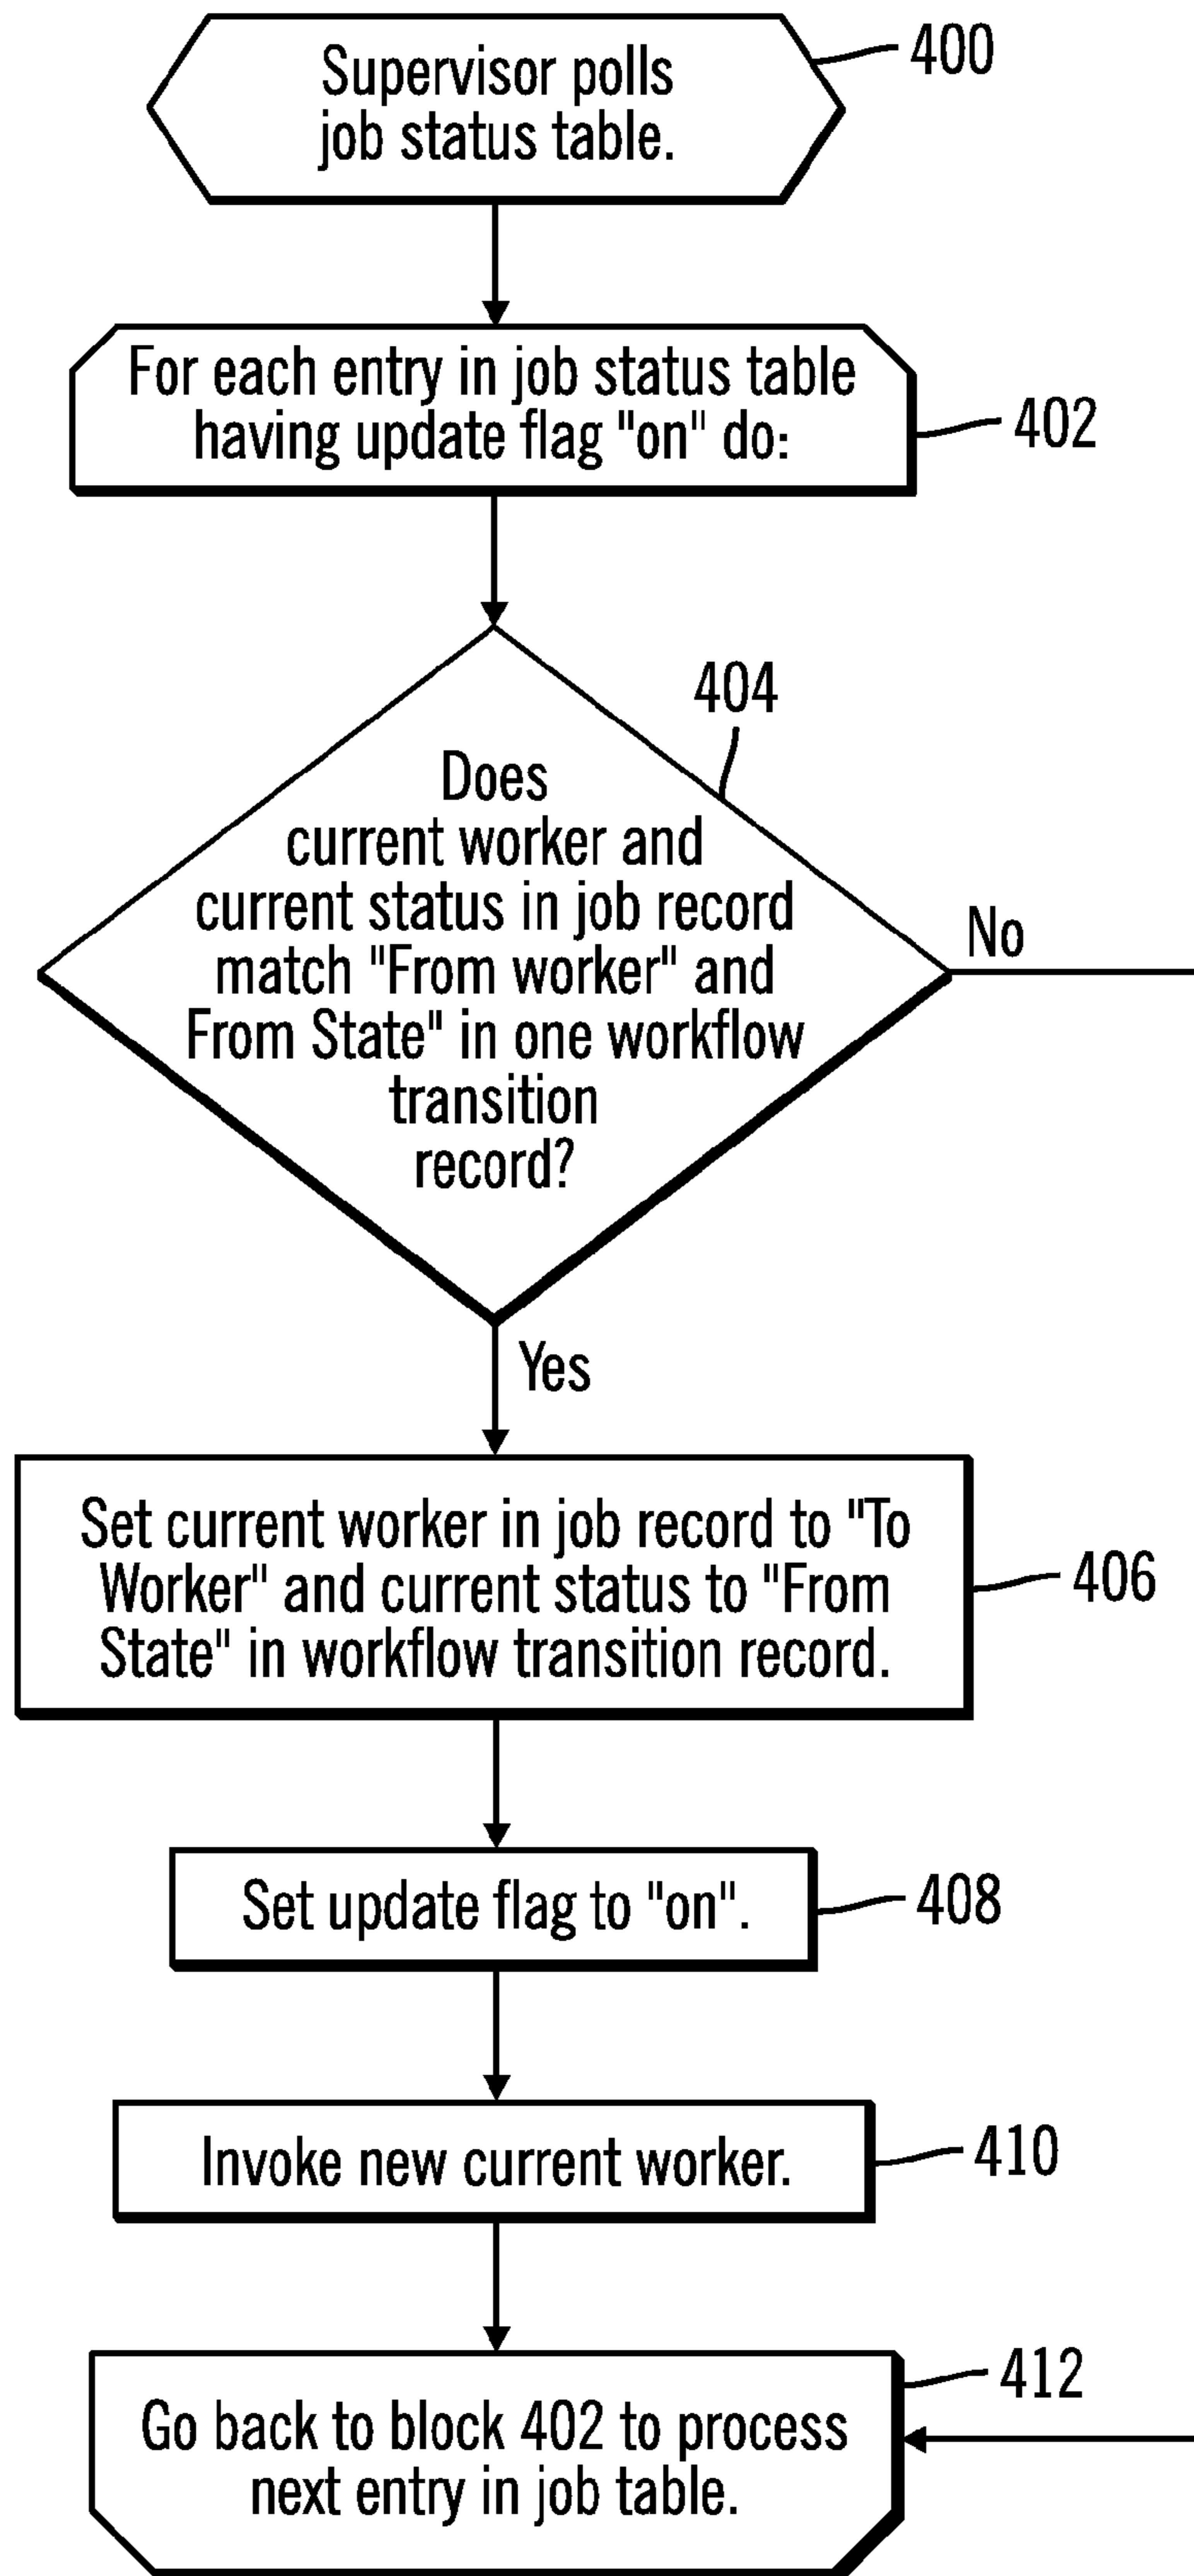 Supervisor polls
job status table.
400
For each entry in job status table
having update flag "on" do:
402
404
Does
current worker and
current status in job record
match "From worker" and
From State" in one workflow
transition
record?
No
Yes
Set current worker in job record to "To
Worker" and current status to "From
State" in workflow transition record.
406
Set update flag to "on".
408
Invoke new current worker.
410
412
Go back to block 402 to process
next entry in job table.